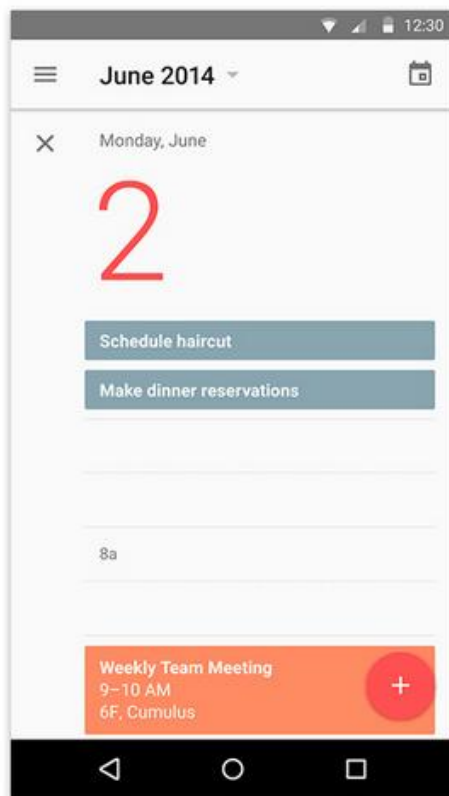 12:30
June 2014
Monday, June
2
Schedule haircut
Make dinner reservations
8a
Weekly Team Meeting
9–10 AM
6F, Cumulus